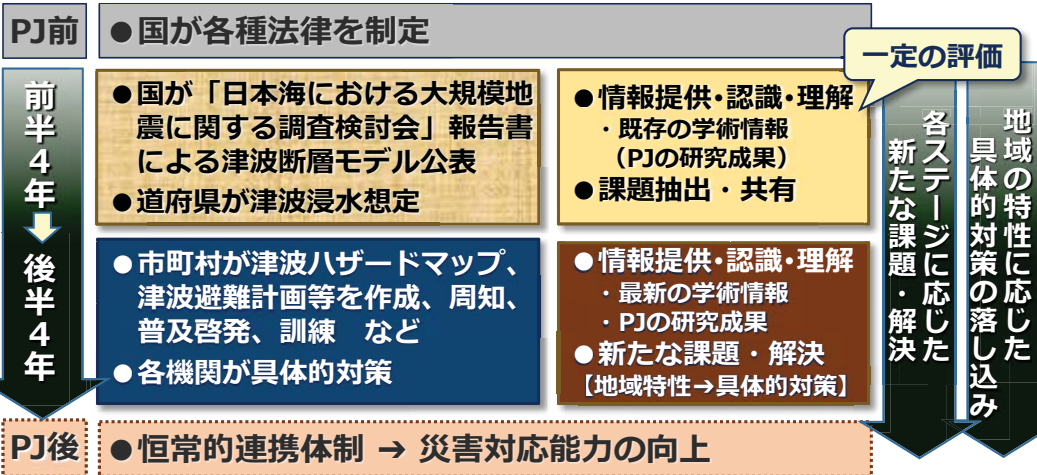 PJ前
●国が各種法律を制定
一定の評価
前半4年
後半4年
●国が「日本海における大規模地
震に関する調査検討会」報告書
による津波断層モデル公表
●道府県が津波浸水想定
●情報提供･認識･理解
・既存の学術情報
（PJの研究成果）
●課題抽出・共有
●市町村が津波ハザードマップ、
津波避難計画等を作成、周知、
普及啓発、訓練　など
●各機関が具体的対策
●情報提供･認識･理解
・最新の学術情報
・PJの研究成果
●新たな課題・解決
【地域特性→具体的対策】
各ステージに応じた
新たな課題・解決
地域の特性に応じた
具体的対策の落し込み
PJ後
●恒常的連携体制 → 災害対応能力の向上